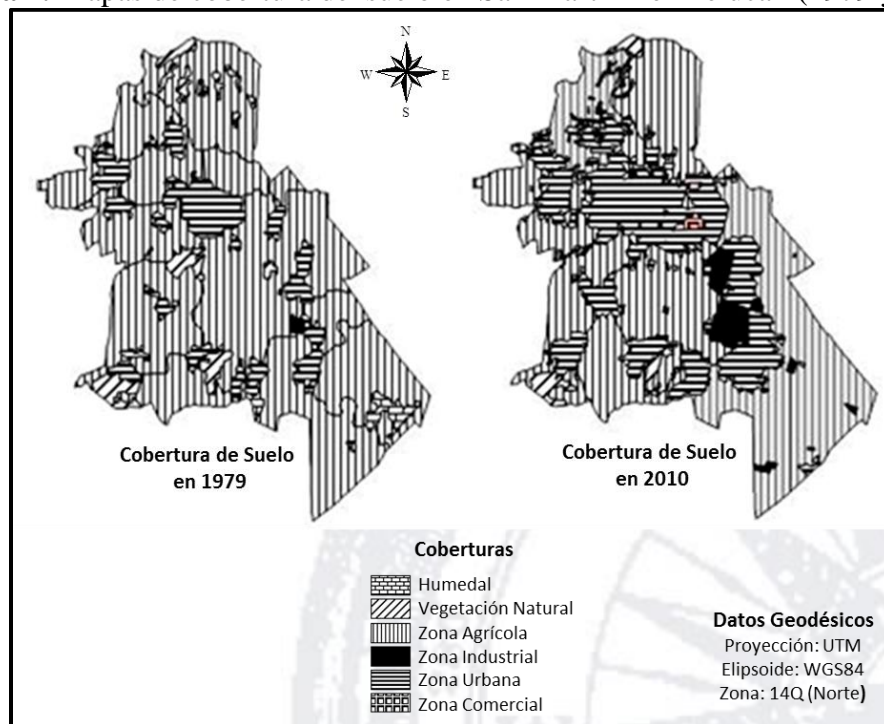 N
W E
S
Cobertura de Suelo
en 1979
Cobertura de Suelo
en 2010
Coberturas
Humedal
Vegetación Natural
Zona Agrícola
Zona Industrial
Zona Urbana
Zona Comercial
Datos Geodésicos
Proyección: UTM
Elipsoide: WGS84
Zona: 14Q (Norte)